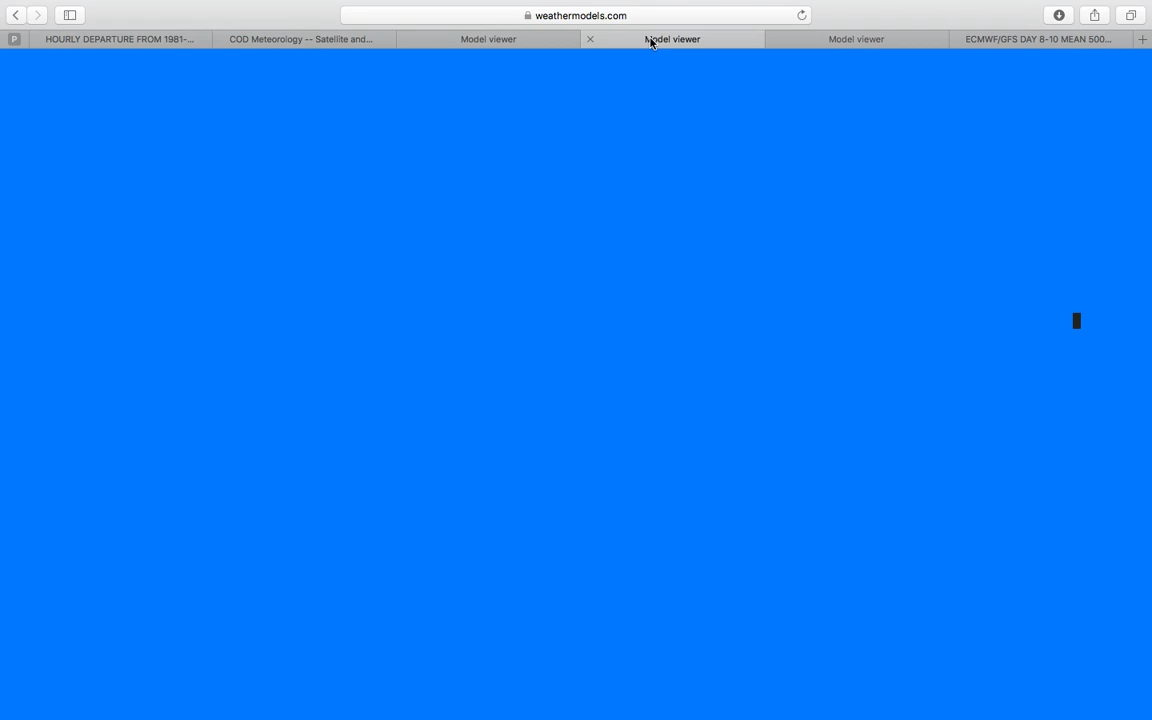 weathermodels.com
P
HOURLY DEPARTURE FROM 1981-...
COD Meteorology -- Satellite and...
Model viewer
Model viewer
Model viewer
ECMWF/GFS DAY 8-10 MEAN 500...